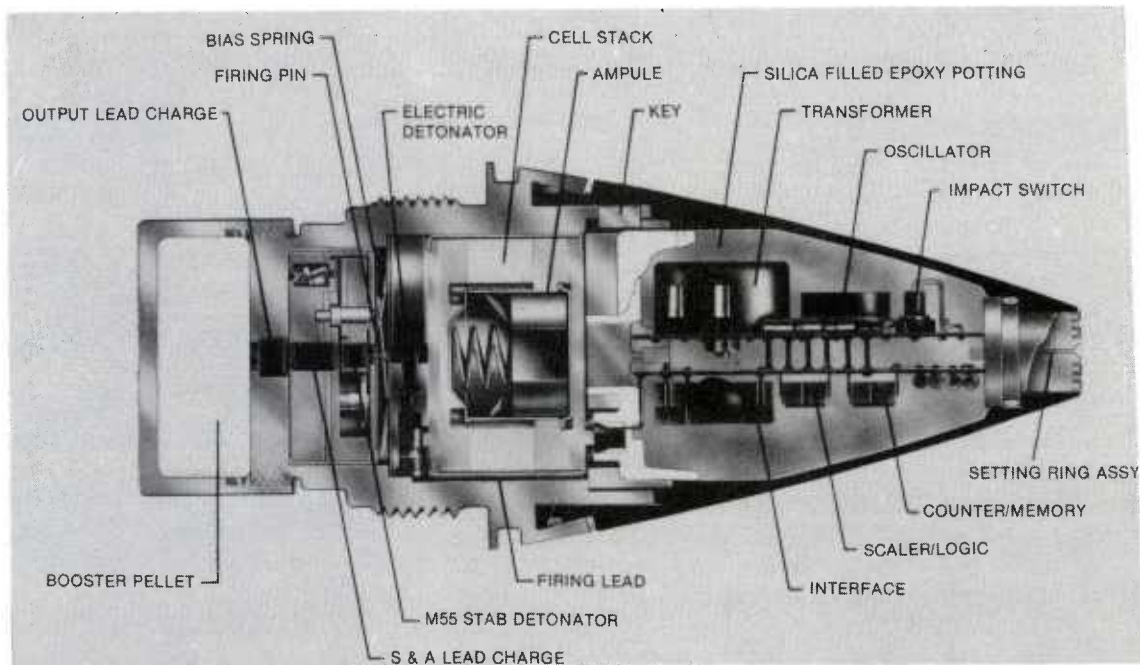 BIAS SPRING
FIRING PIN
OUTPUT LEAD CHARGE
CELL STACK
AMPULE
ELECTRIC
DETONATOR
KEY
SILICA FILLED EPOXY POTTING
TRANSFORMER
OSCILLATOR
IMPACT SWITCH
SETTING RING ASSY
COUNTER/MEMORY
SCALER/LOGIC
INTERFACE
FIRING LEAD
BOOSTER PELLET
M55 STAB DETONATOR
S & A LEAD CHARGE